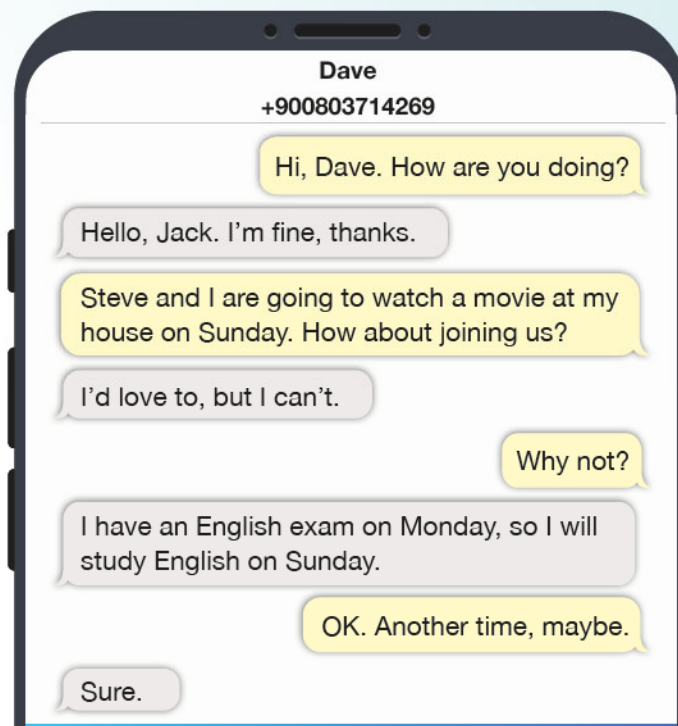 Dave
+900803714269
Hi, Dave. How are you doing?
Hello, Jack. I'm fine, thanks.
Steve and I are going to watch a movie at my
house on Sunday. How about joining us?
I'd love to, but I can't.
Why not?
I have an English exam on Monday, so I will
study English on Sunday.
OK. Another time, maybe.
Sure.